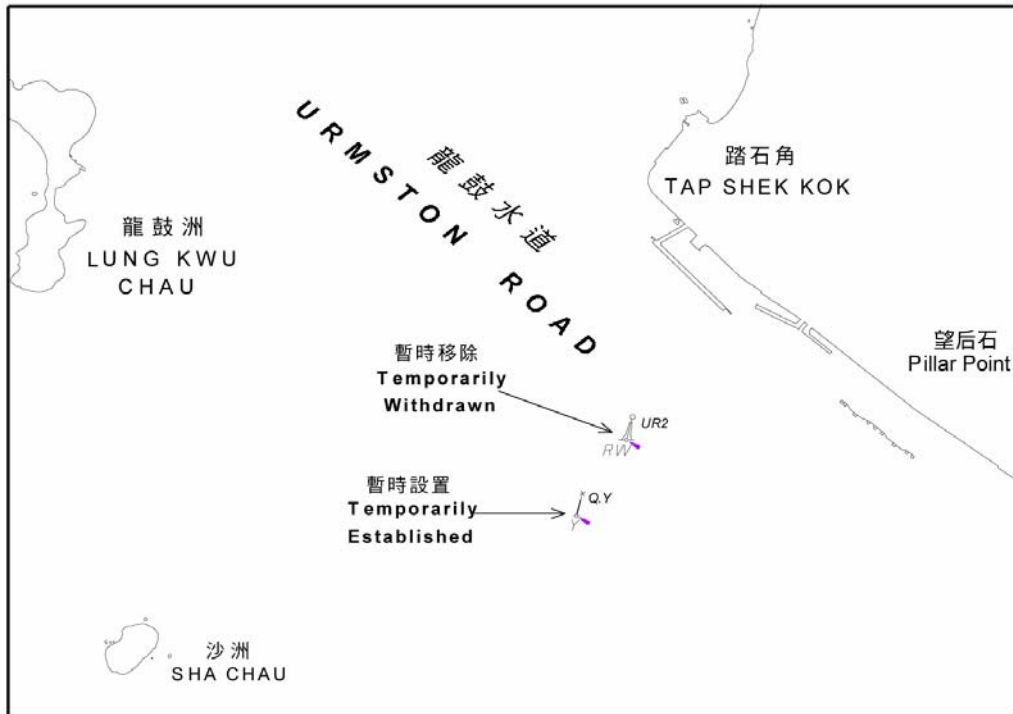 龍鼓水道
URMSTON ROAD
踏石角
TAP SHEK KOK
龍鼓洲
LUNG KWU
CHAU
望后石
Pillar Point
暫時移除
Temporarily
Withdrawn
UR2
RW
暫時設置
Temporarily
Established
Q.Y
Y
沙洲
SHA CHAU